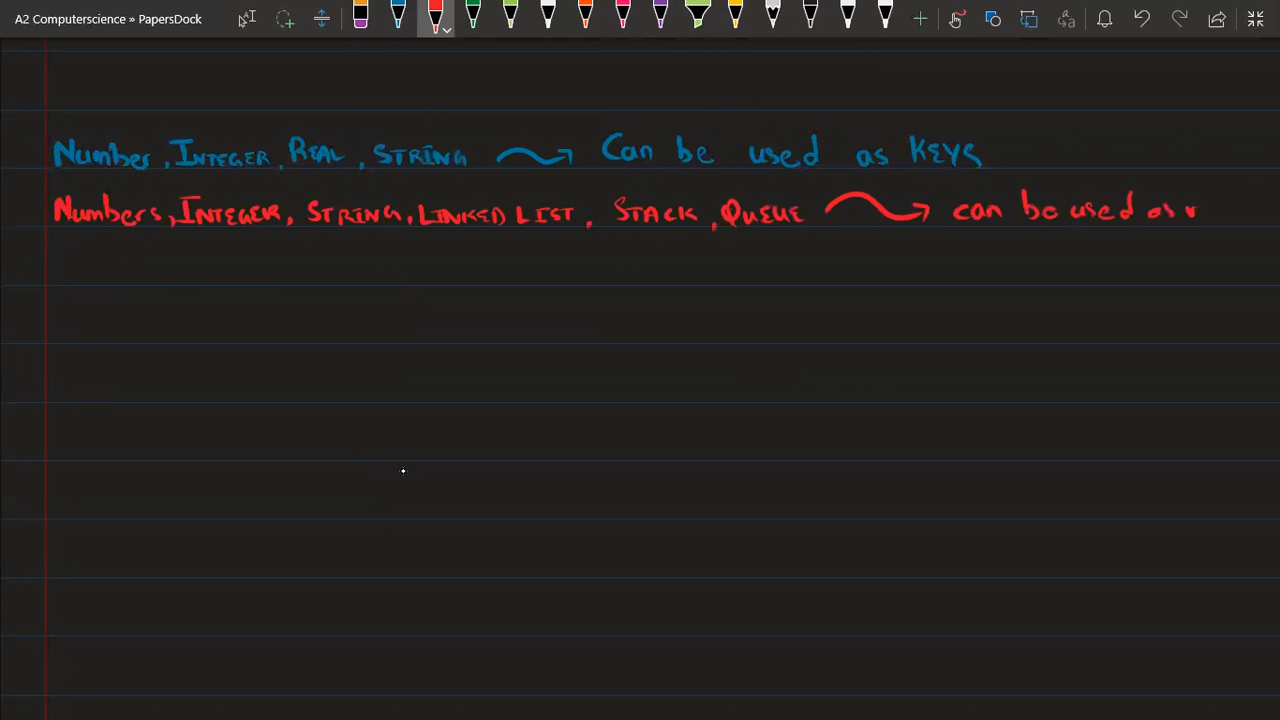 A2 Computerscience » PapersDock
Number, INTEGER, REAL, STRING → Can be used as KEYS
Numbers, INTEGER, STRING, LINKED LIST, STACK, QUEUE → can be used as v